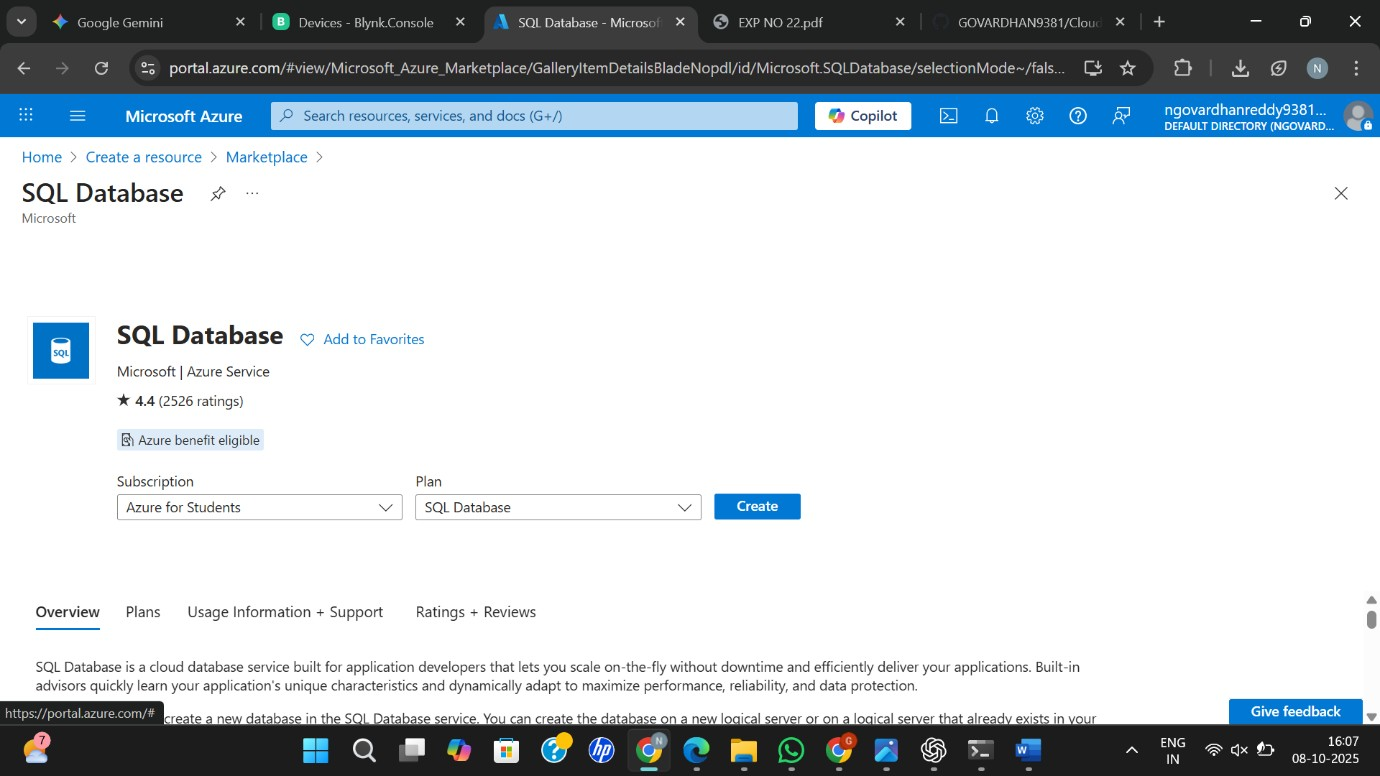 Google Gemini
Devices - Blynk.Console
SQL Database - Microsof
EXP NO 22.pdf
GOVARDHAN9381/Cloud
portal.azure.com/#view/Microsoft_Azure_Marketplace/GalleryItemDetailsBladeNopdl/id/Microsoft.SQLDatabase/selectionMode~/fals...
N
Microsoft Azure
Search resources, services, and docs (G+/)
Copilot
ngovardhanreddy9381...
DEFAULT DIRECTORY (NGOVARD...
Home > Create a resource > Marketplace >
SQL Database
...
Microsoft
SQL
SQL Database
Add to Favorites
Microsoft | Azure Service
★ 4.4 (2526 ratings)
Azure benefit eligible
Subscription
Plan
Azure for Students
SQL Database
Create
Overview
Plans
Usage Information + Support
Ratings + Reviews
SQL Database is a cloud database service built for application developers that lets you scale on-the-fly without downtime and efficiently deliver your applications. Built-in
advisors quickly learn your application's unique characteristics and dynamically adapt to maximize performance, reliability, and data protection.
https://portal.azure.com/#
create a new database in the SQL Database service. You can create the database on a new logical server or on a logical server that already exists in your
Give feedback
7
hp
N
G
W
ENG
IN
16:07
08-10-2025